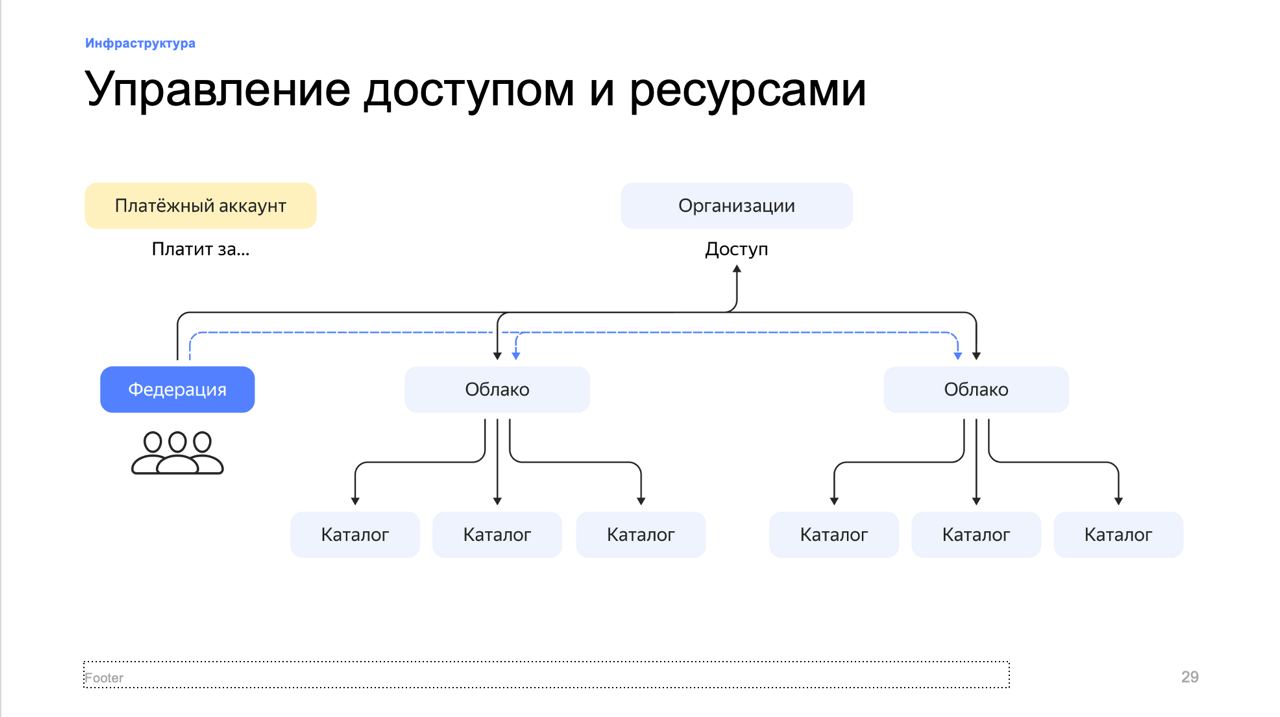 Инфраструктура
Управление доступом и ресурсами
Платёжный аккаунт
Организации
Платит за...
Доступ
Федерация
Облако
Облако
Каталог
Каталог
Каталог
Каталог
Каталог
Каталог
Footer
29